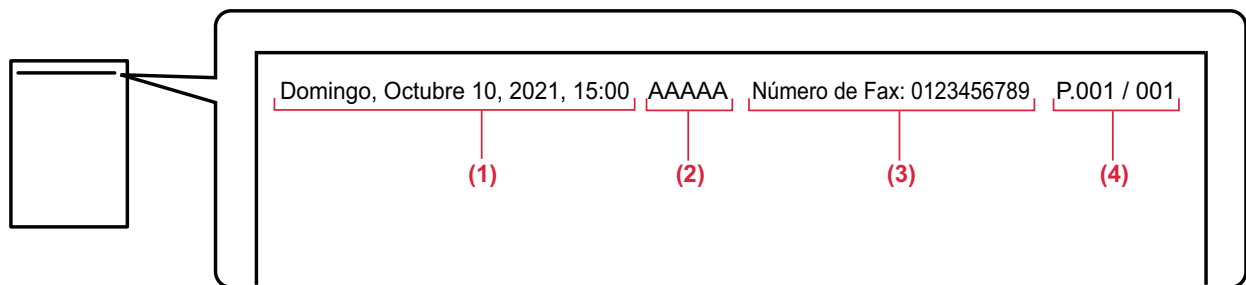 Domingo, Octubre 10, 2021, 15:00 AAAAA Número de Fax: 0123456789 P.001 / 001
(1) (2) (3) (4)